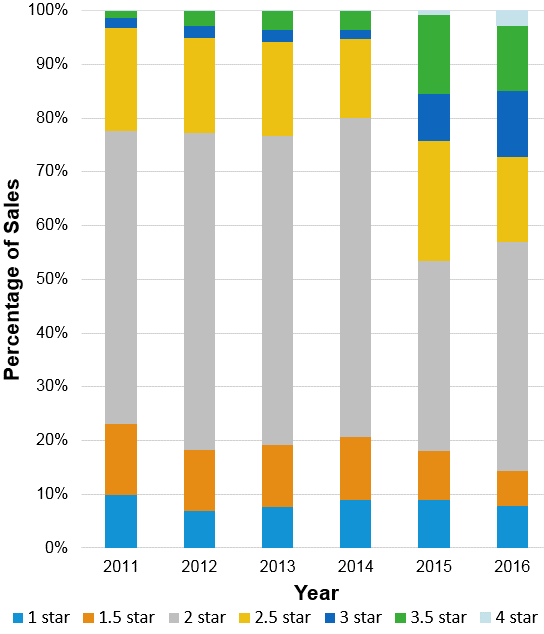 100%
90%
80%
70%
60%
50%
40%
30%
20%
10%
0%
Percentage of Sales
2011 2012 2013 2014 2015 2016
Year
1 star 1.5 star 2 star 2.5 star 3 star 3.5 star 4 star